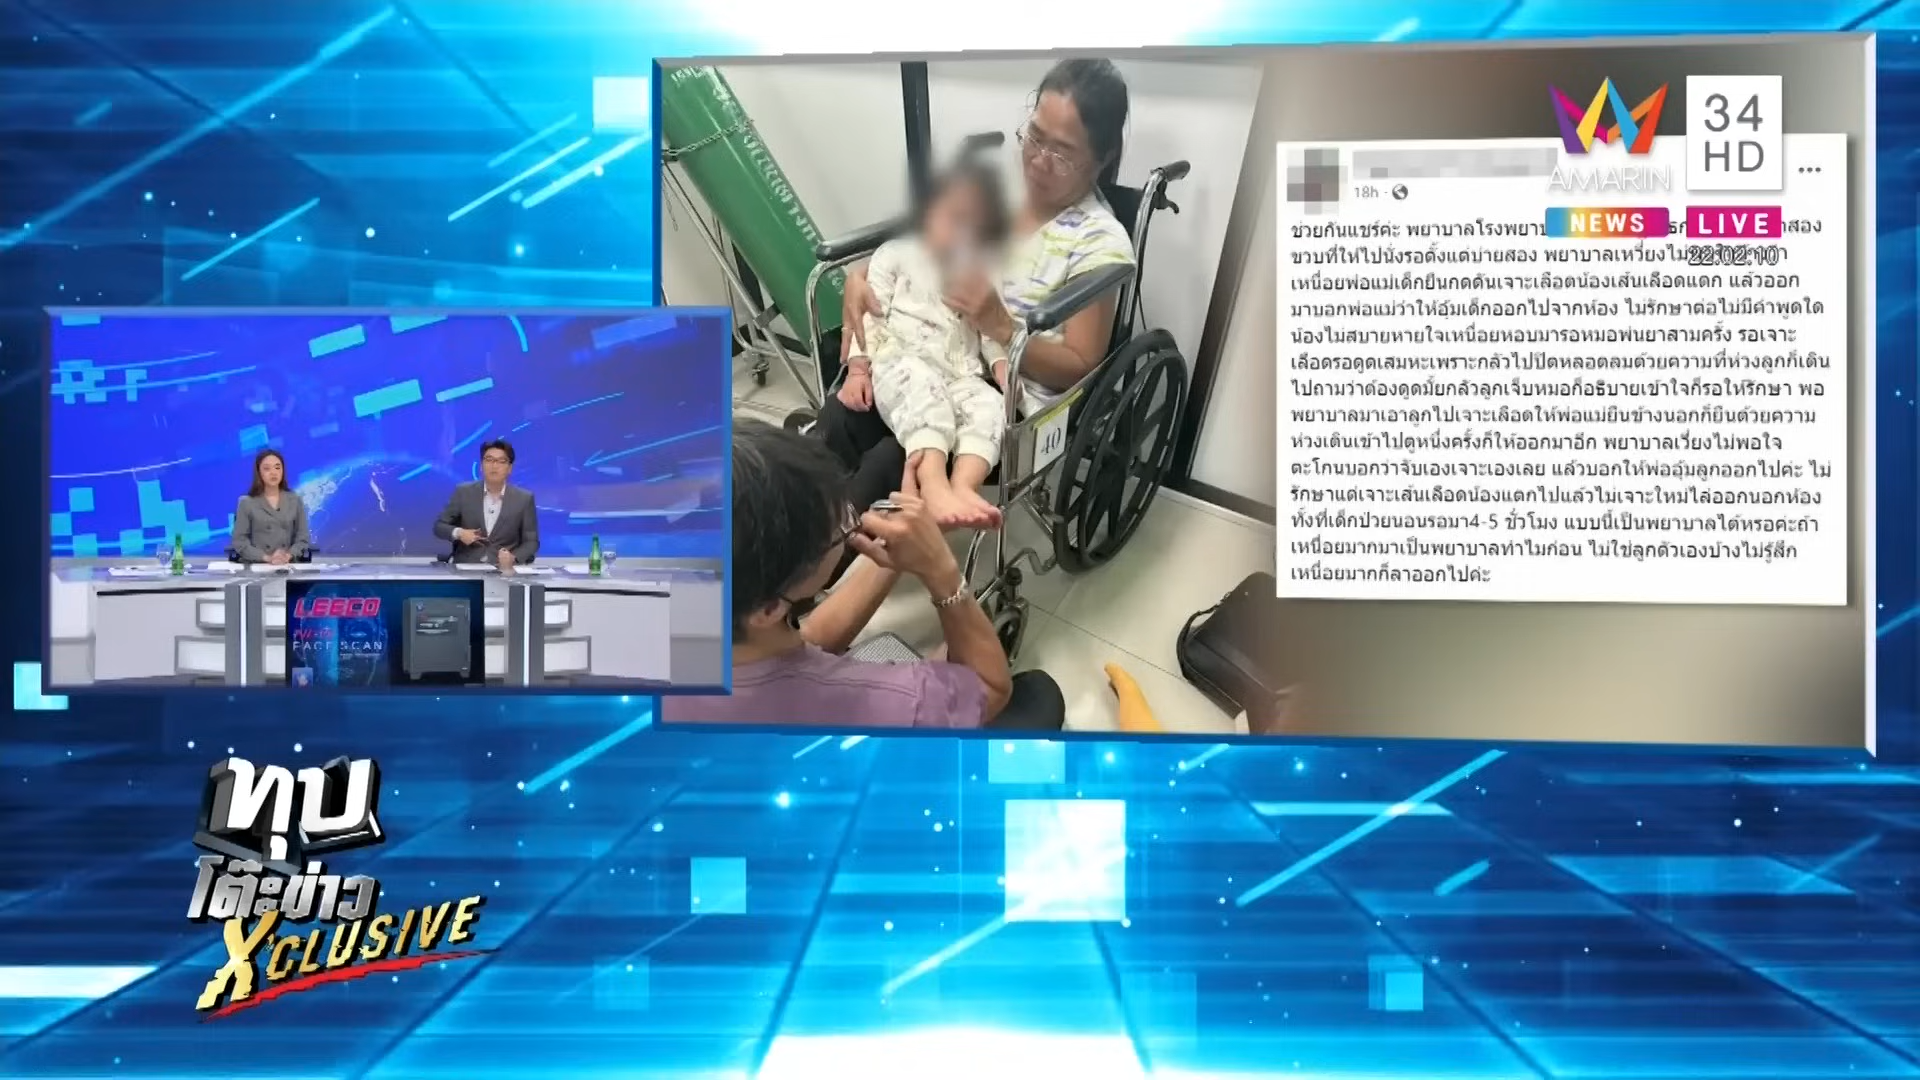 AMARIN
34
HD
NEWS
LIVE
22:02:10
18h
ช่วยกันแชร์ค่ะ พยาบาลโรงพยาบา สอง
ขวบที่ให้ไปนั่งรอตั้งแต่บ่ายสอง พยาบาลเหวี่ยงไม่
เหนื่อยพ่อแม่เด็กยืนกดดันเจาะเลือดน้องเส้นเลือดแตก แล้วออก
มาบอกพ่อแม่ว่าให้อุ้มเด็กออกไปจากห้อง ไม่รักษาต่อไม่มีคำพูดใด
น้องไม่สบายหายใจเหนื่อยหอบมารอหมอพ่นยาสามครั้ง รอเจาะ
เลือดรอดูดเสมหะเพราะกลัวไปปิดหลอดลมด้วยความที่ห่วงลูกก็เดิน
ไปถามว่าต้องดูดมั้ยกลัวลูกเจ็บหมอก็อธิบายเข้าใจก็รอให้รักษา พอ
พยาบาลมาเอาลูกไปเจาะเลือดให้พ่อแม่ยืนข้างนอกก็ยืนด้วยความ
ห่วงเดินเข้าไปดูหนึ่งครั้งก็ให้ออกมาอีก พยาบาลเวี่ยงไม่พอใจ
ตะโกนบอกว่าจับเองเจาะเองเลย แล้วบอกให้พ่ออุ้มลูกออกไปค่ะ ไม่
รักษาแต่เจาะเส้นเลือดน้องแตกไปแล้วไม่เจาะใหม่ไล่ออกนอกห้อง
ทั้งที่เด็กป่วยนอนรอมา4-5 ชั่วโมง แบบนี้เป็นพยาบาลได้หรอค่ะถ้า
เหนื่อยมากมาเป็นพยาบาลทำไมก่อน ไม่ใช่ลูกตัวเองบ้างไม่รู้สึก
เหนื่อยมากก็ลาออกไปค่ะ
40
LEECO
FACE SCAN
ทุบ
โต๊ะข่าว
XCLUSIVE